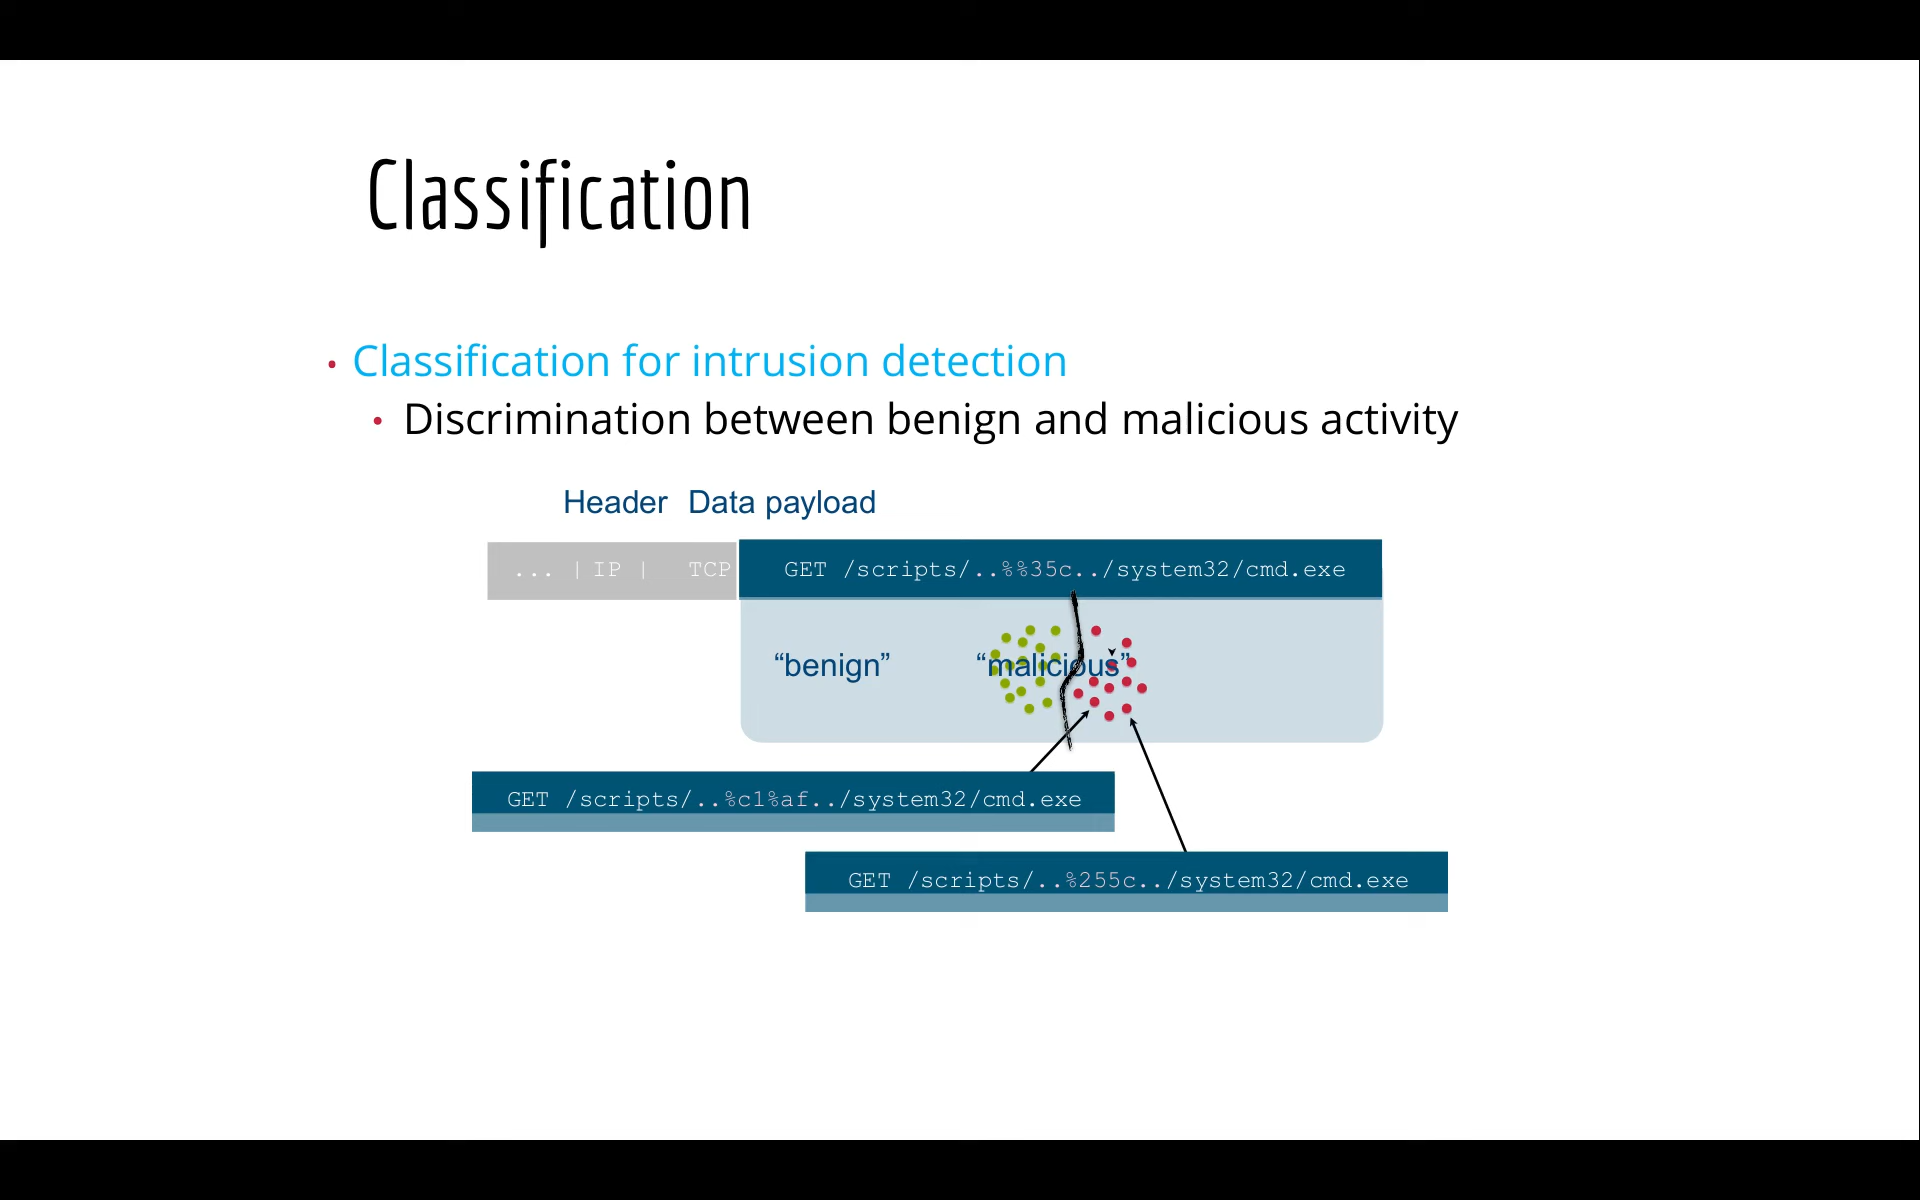 Classification
• Classification for intrusion detection
• Discrimination between benign and malicious activity
Header Data payload
... | IP | TCP GET /scripts/..%%35c../system32/cmd.exe
“benign” “malicious”
GET /scripts/..%c1%af../system32/cmd.exe
GET /scripts/..%255c../system32/cmd.exe